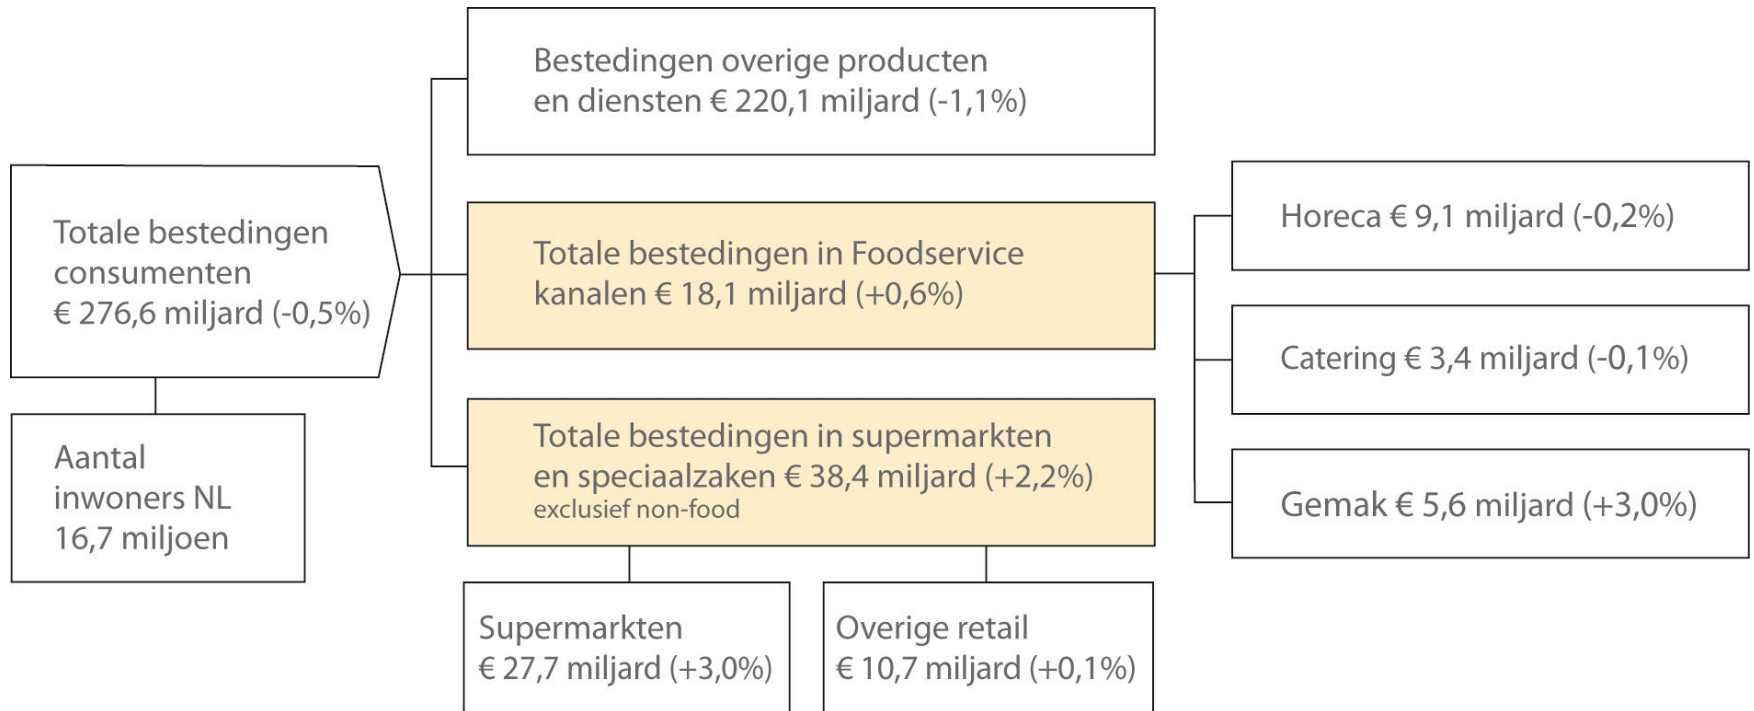 Totale bestedingen
consumenten
€ 276,6 miljard (-0,5%)
Aantal
inwoners NL
16,7 miljoen
Bestedingen overige producten
en diensten € 220,1 miljard (-1,1%)
Totale bestedingen in Foodservice
kanalen € 18,1 miljard (+0,6%)
Totale bestedingen in supermarkten
en speciaalzaken € 38,4 miljard (+2,2%)
exclusief non-food
Supermarkten
€ 27,7 miljard (+3,0%)
Overige retail
€ 10,7 miljard (+0,1%)
Horeca € 9,1 miljard (-0,2%)
Catering € 3,4 miljard (-0,1%)
Gemak € 5,6 miljard (+3,0%)